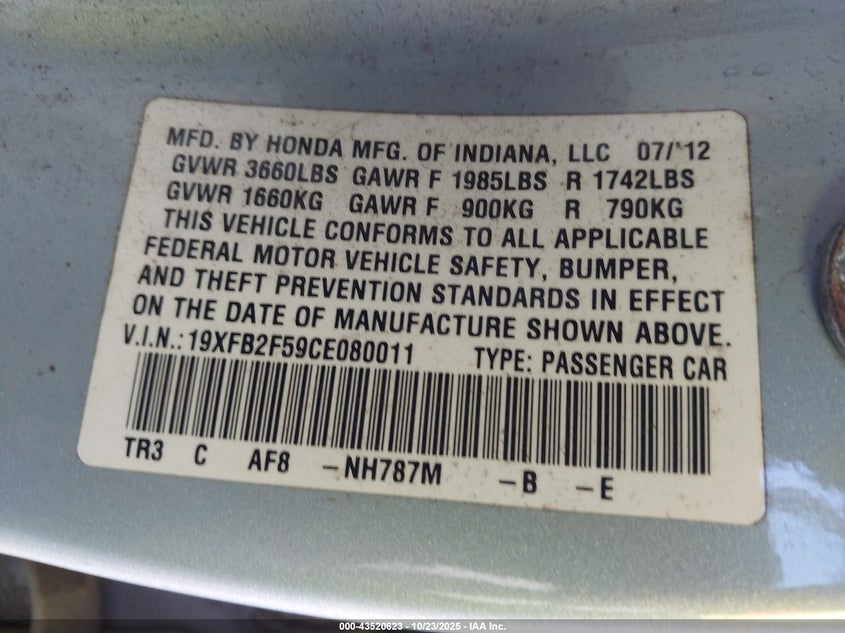 MFD. BY HONDA MFG. OF INDIANA, LLC 07/'12
GVWR 3660LBS GAWR F 1985LBS R 1742LBS
GVWR 1660KG GAWR F 900KG R 790KG
THIS VEHICLE CONFORMS TO ALL APPLICABLE
FEDERAL MOTOR VEHICLE SAFETY, BUMPER,
AND THEFT PREVENTION STANDARDS IN EFFECT
ON THE DATE OF MANUFACTURE SHOWN ABOVE.
V.I.N.: 19XFB2F59CE080011 TYPE: PASSENGER CAR
TR3 C AF8 -NH787M -B -E
000-43520623 - 10/23/2025 - IAA Inc.